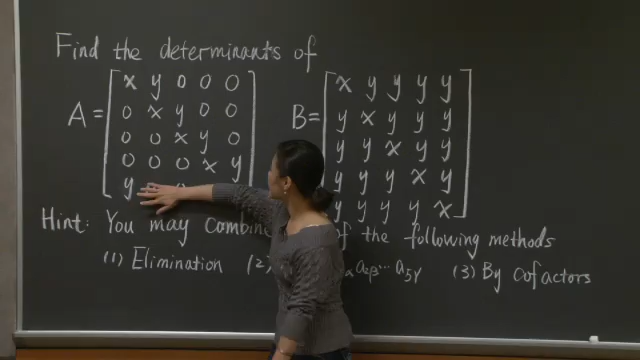 Find the determinants of
A = [ x y 0 0 0
0 x y 0 0
0 0 x y 0
0 0 0 x y
y
B = [ x y y y y
y x y y y
y y x y y
y y y x y
y y y y x ]
Hint: You may combine of the following methods
(1) Elimination (2) a2β … a5γ (3) By Cofactors